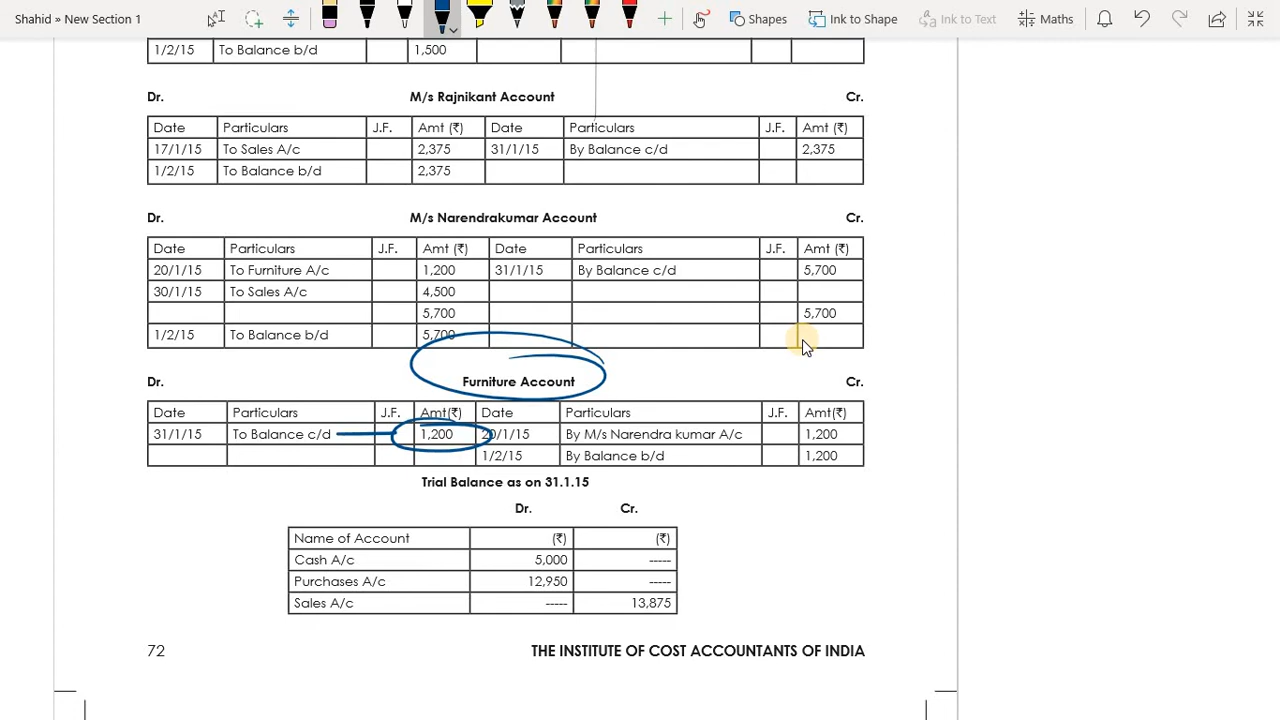 Shahid » New Section 1
Shapes
Ink to Shape
Ink to Text
Maths
1/2/15 To Balance b/d 1,500
Dr. M/s Rajnikant Account Cr.
Date Particulars J.F. Amt (₹) Date Particulars J.F. Amt (₹)
17/1/15 To Sales A/c 2,375 31/1/15 By Balance c/d 2,375
1/2/15 To Balance b/d 2,375
Dr. M/s Narendrakumar Account Cr.
Date Particulars J.F. Amt (₹) Date Particulars J.F. Amt (₹)
20/1/15 To Furniture A/c 1,200 31/1/15 By Balance c/d 5,700
30/1/15 To Sales A/c 4,500
5,700 5,700
1/2/15 To Balance b/d 5,700
Dr. Furniture Account Cr.
Date Particulars J.F. Amt(₹) Date Particulars J.F. Amt(₹)
31/1/15 To Balance c/d 1,200 20/1/15 By M/s Narendra kumar A/c 1,200
1/2/15 By Balance b/d 1,200
Trial Balance as on 31.1.15
Dr. Cr.
Name of Account (₹) (₹)
Cash A/c 5,000 -----
Purchases A/c 12,950 -----
Sales A/c ----- 13,875
72 THE INSTITUTE OF COST ACCOUNTANTS OF INDIA